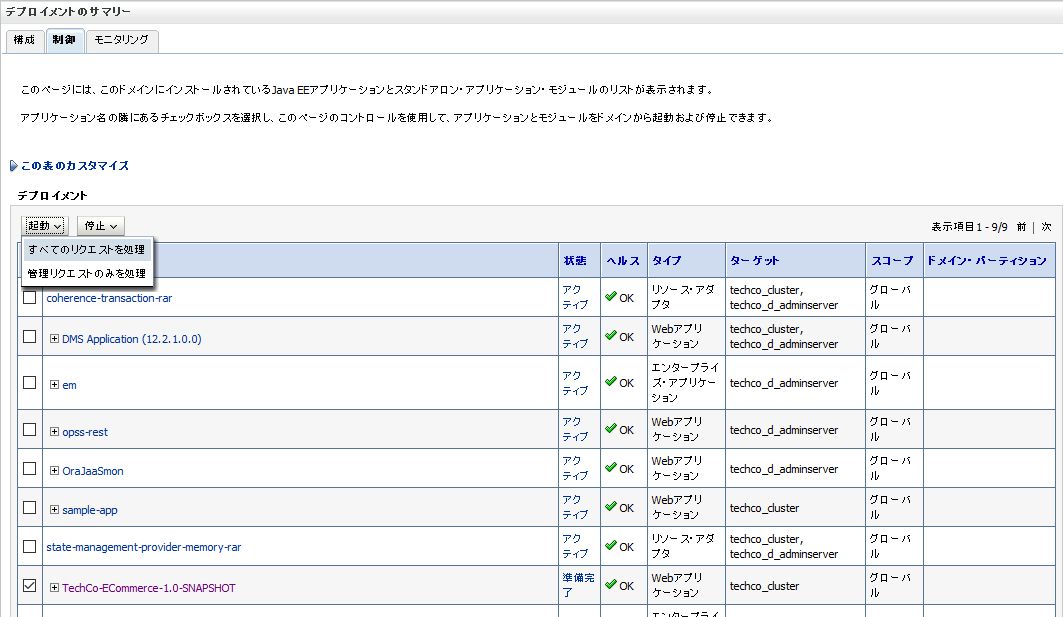 デプロイメントのサマリー
構成 制御 モニタリング
このページには、このドメインにインストールされているJava EEアプリケーションとスタンドアロン・アプリケーション・モジュールのリストが表示されます。
アプリケーション名の隣にあるチェックボックスを選択し、このページのコントロールを使用して、アプリケーションとモジュールをドメインから起動および停止できます。
この表のカスタマイズ
デプロイメント
起動 停止 表示項目1 - 9/9 前 | 次
すべてのリクエストを処理
管理リクエストのみを処理
状態 ヘルス タイプ ターゲット スコープ ドメイン・パーティション
coherence-transaction-rar アク OK リソース・アダ techco_cluster, グローバ
ティブ プタ techco_d_adminserver ル
DMS Application (12.2.1.0.0) アク OK Webアプリ techco_cluster, グローバ
ティブ ケーション techco_d_adminserver ル
em アク OK エンタープライ techco_d_adminserver グローバ
ティブ ズ・アプリケー ル
ション
opss-rest アク OK Webアプリ techco_d_adminserver グローバ
ティブ ケーション ル
OraJaaSmon アク OK Webアプリ techco_d_adminserver グローバ
ティブ ケーション ル
sample-app アク OK Webアプリ techco_cluster グローバ
ティブ ケーション ル
state-management-provider-memory-rar アク OK リソース・アダ techco_cluster, グローバ
ティブ プタ techco_d_adminserver ル
TechCo-ECommerce-1.0-SNAPSHOT 準備完 OK Webアプリ techco_cluster グローバ
了 ケーション ル
エンタープライ